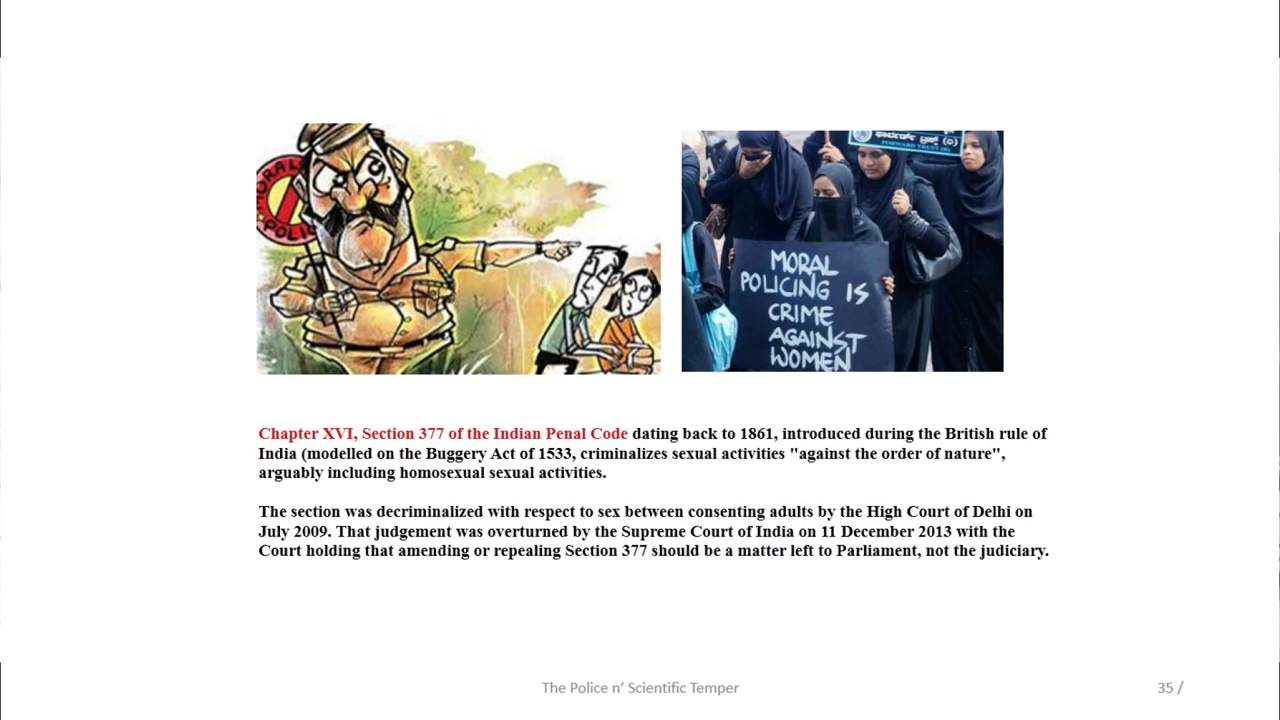 MORAL
POLI
FORWARD TRUST (R)
MORAL
POLICING IS
CRIME
AGAINST
WOMEN
Chapter XVI, Section 377 of the Indian Penal Code dating back to 1861, introduced during the British rule of
India (modelled on the Buggery Act of 1533, criminalizes sexual activities "against the order of nature",
arguably including homosexual sexual activities.
The section was decriminalized with respect to sex between consenting adults by the High Court of Delhi on
July 2009. That judgement was overturned by the Supreme Court of India on 11 December 2013 with the
Court holding that amending or repealing Section 377 should be a matter left to Parliament, not the judiciary.
The Police n’ Scientific Temper
35 /